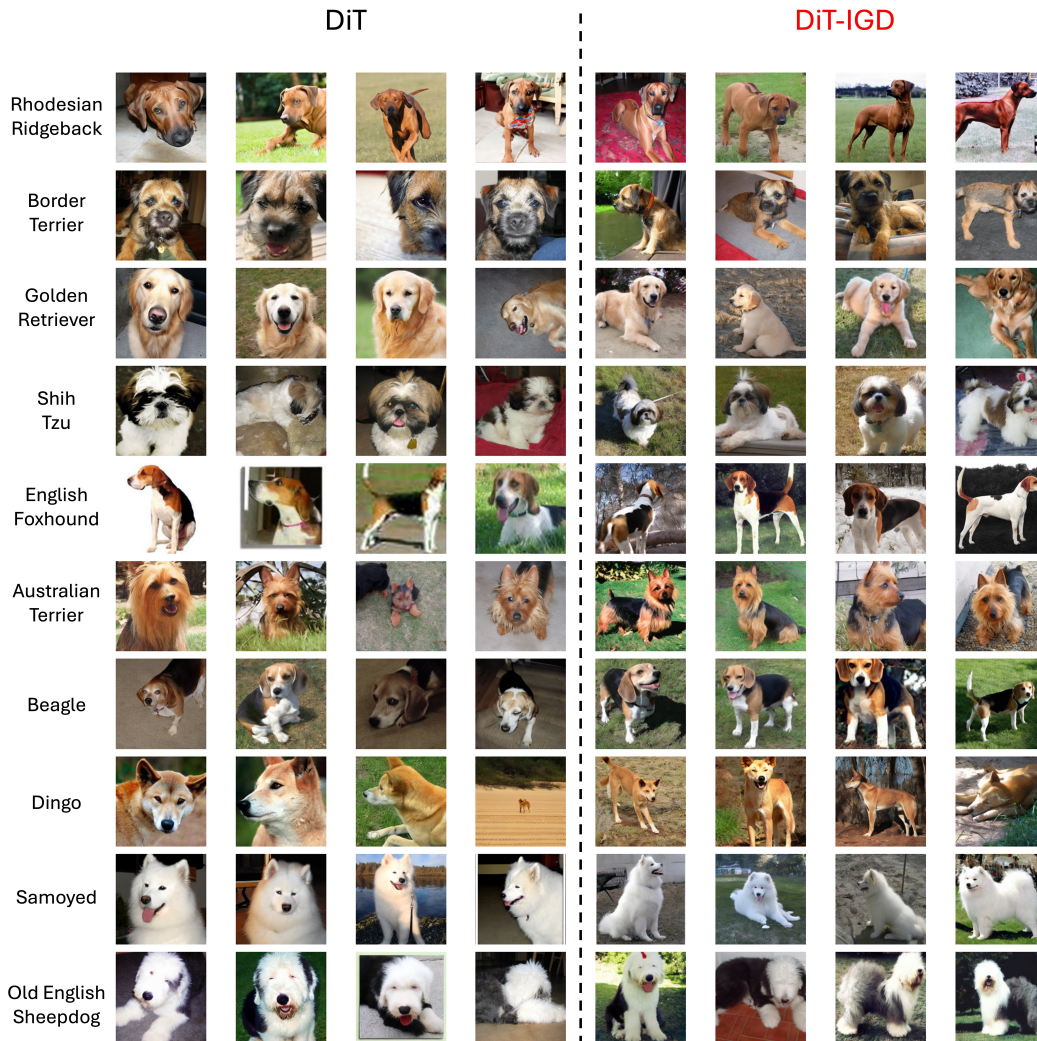 DiT
DiT-IGD
Rhodesian
Ridgeback
Border
Terrier
Golden
Retriever
Shih
Tzu
English
Foxhound
Australian
Terrier
Beagle
Dingo
Samoyed
Old English
Sheepdog